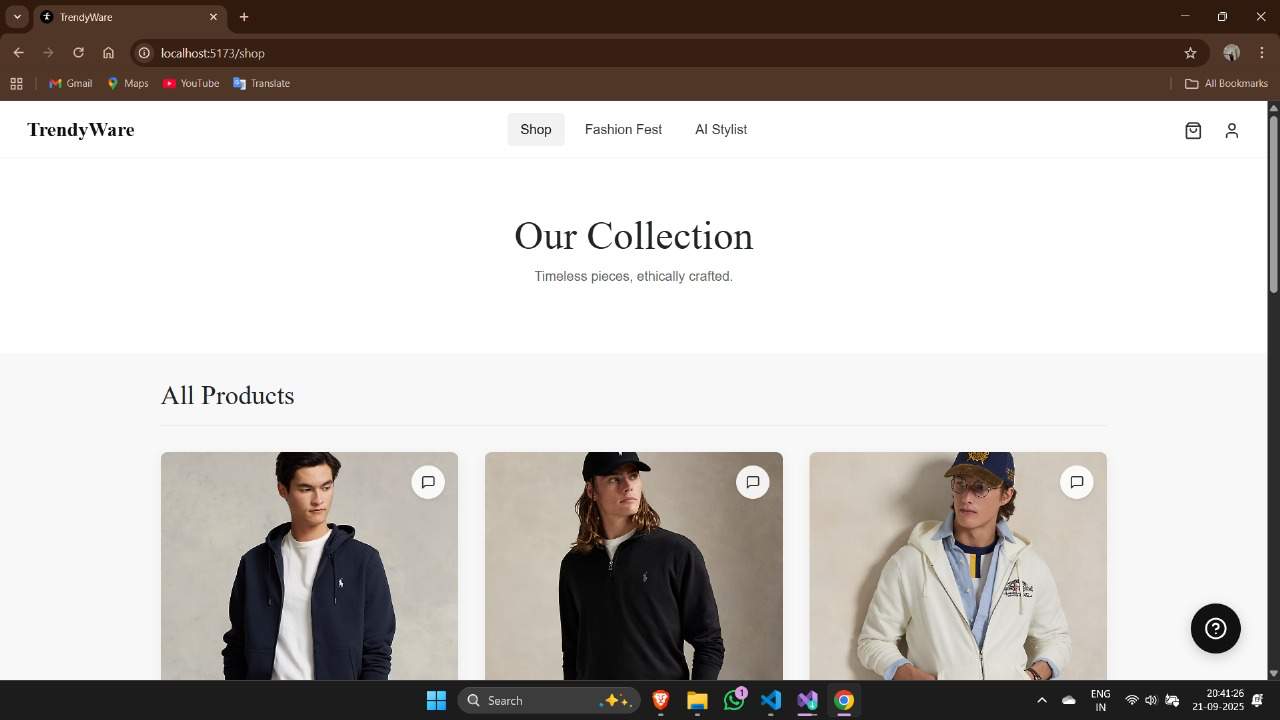 TrendyWare
localhost:5173/shop
Gmail
Maps
YouTube
Translate
All Bookmarks
TrendyWare
Shop
Fashion Fest
AI Stylist
Our Collection
Timeless pieces, ethically crafted.
All Products
Search
1
ENG
IN
20:41:26
21-09-2025